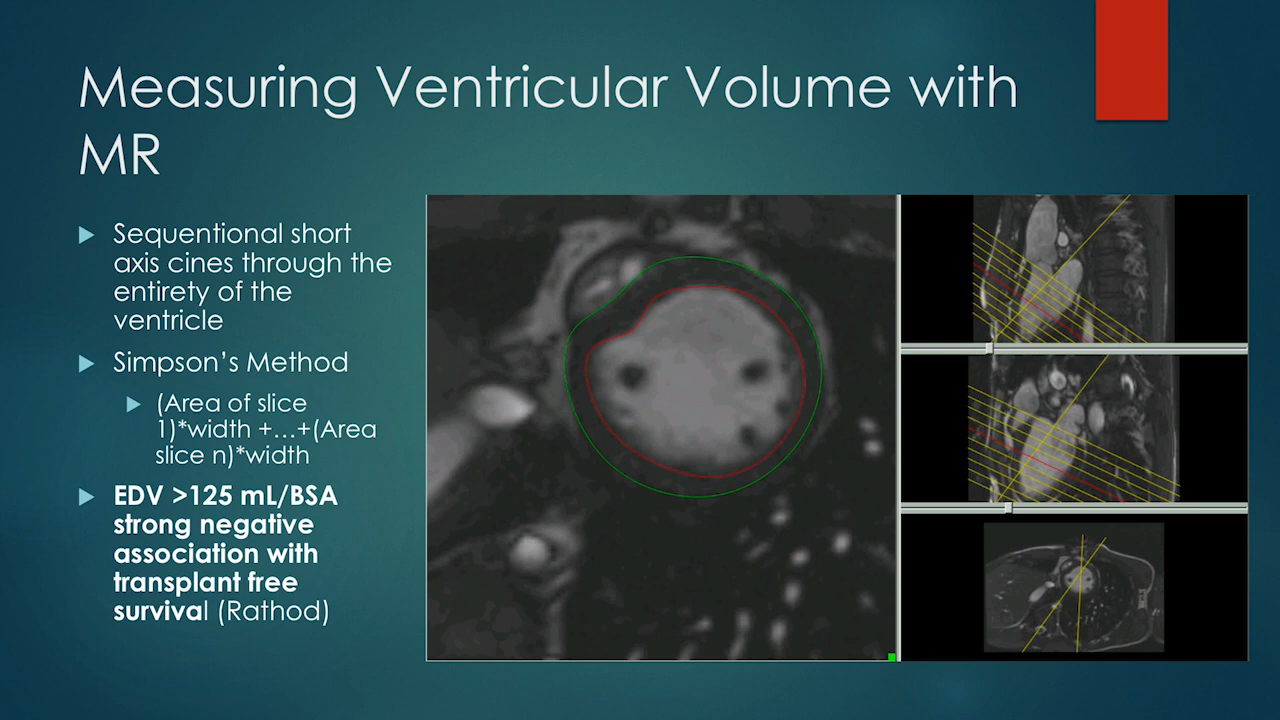 Measuring Ventricular Volume with
MR
Sequentional short
axis cines through the
entirety of the
ventricle
Simpson's Method
(Area of slice
1)*width +...+(Area
slice n)*width
EDV >125 mL/BSA
strong negative
association with
transplant free
survival (Rathod)